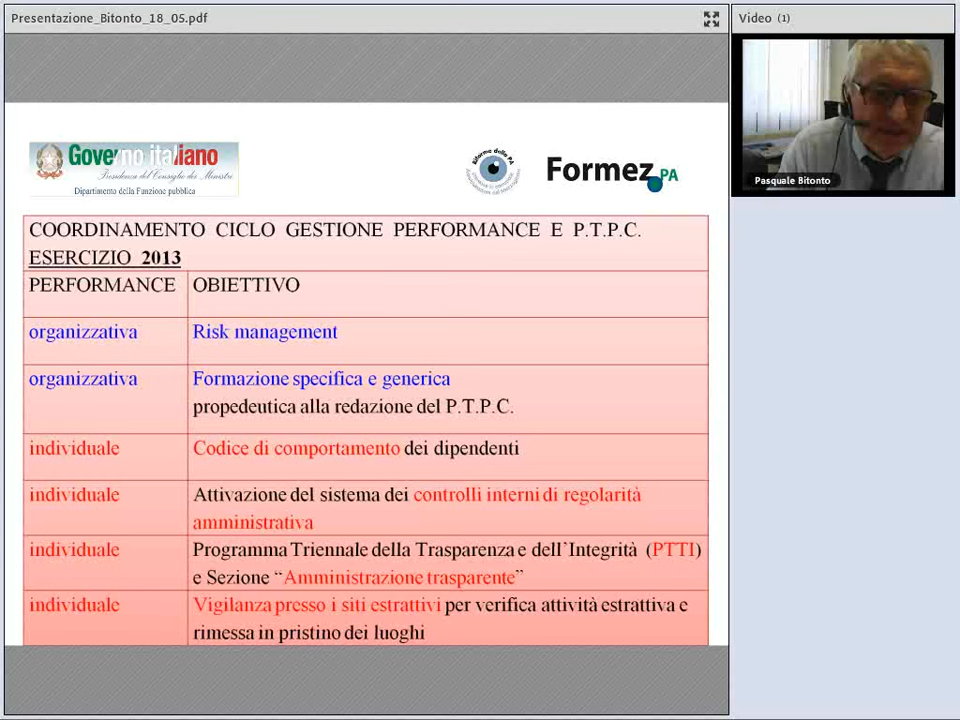 Presentazione_Bitonto_18_05.pdf
Video (1)
Pasquale Bitonto
Governo italiano
Presidenza del Consiglio dei Ministri
Dipartimento della Funzione pubblica
Riforma della PA
Formez PA
COORDINAMENTO CICLO GESTIONE PERFORMANCE E P.T.P.C.
ESERCIZIO 2013
PERFORMANCE OBIETTIVO
organizzativa Risk management
organizzativa Formazione specifica e generica
propedeutica alla redazione del P.T.P.C.
individuale Codice di comportamento dei dipendenti
individuale Attivazione del sistema dei controlli interni di regolarità
amministrativa
individuale Programma Triennale della Trasparenza e dell’Integrità (PTTI)
e Sezione “Amministrazione trasparente”
individuale Vigilanza presso i siti estrattivi per verifica attività estrattiva e
rimessa in pristino dei luoghi